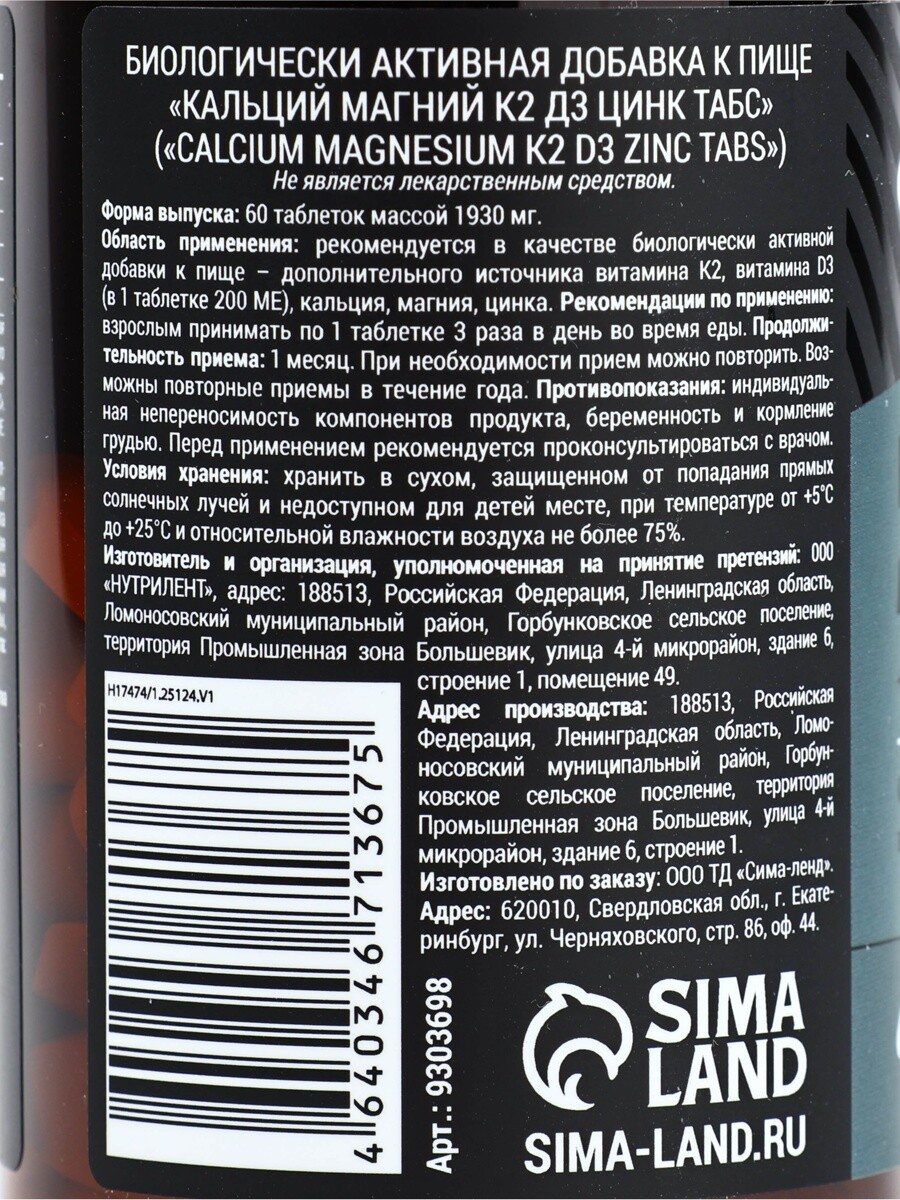 БИОЛОГИЧЕСКИ АКТИВНАЯ ДОБАВКА К ПИЩЕ
«КАЛЬЦИЙ МАГНИЙ К2 Д3 ЦИНК ТАБС»
(«CALCIUM MAGNESIUM K2 D3 ZINC TABS»)
Не является лекарственным средством.
Форма выпуска: 60 таблеток массой 1930 мг.
Область применения: рекомендуется в качестве биологически активной
добавки к пище – дополнительного источника витамина К2, витамина D3
(в 1 таблетке 200 МЕ), кальция, магния, цинка. Рекомендации по применению:
взрослым принимать по 1 таблетке 3 раза в день во время еды. Продолжи-
тельность приема: 1 месяц. При необходимости прием можно повторить. Воз-
можны повторные приемы в течение года. Противопоказания: индивидуаль-
ная непереносимость компонентов продукта, беременность и кормление
грудью. Перед применением рекомендуется проконсультироваться с врачом.
Условия хранения: хранить в сухом, защищенном от попадания прямых
солнечных лучей и недоступном для детей месте, при температуре от +5°С
до +25°С и относительной влажности воздуха не более 75%.
Изготовитель и организация, уполномоченная на принятие претензий: ООО
«НУТРИЛЕНТ», адрес: 188513, Российская Федерация, Ленинградская область,
Ломоносовский муниципальный район, Горбунковское сельское поселение,
территория Промышленная зона Большевик, улица 4-й микрорайон, здание 6,
строение 1, помещение 49.
Адрес производства: 188513, Российская
Федерация, Ленинградская область, Ломо-
носовский муниципальный район, Горбун-
ковское сельское поселение, территория
Промышленная зона Большевик, улица 4-й
микрорайон, здание 6, строение 1.
Изготовлено по заказу: ООО ТД «Сима-ленд».
Адрес: 620010, Свердловская обл., г. Екате-
ринбург, ул. Черняховского, стр. 86, оф. 44.
H17474/1.25124.V1
4640346713675
Арт.: 9303698
SIMA
LAND
SIMA-LAND.RU